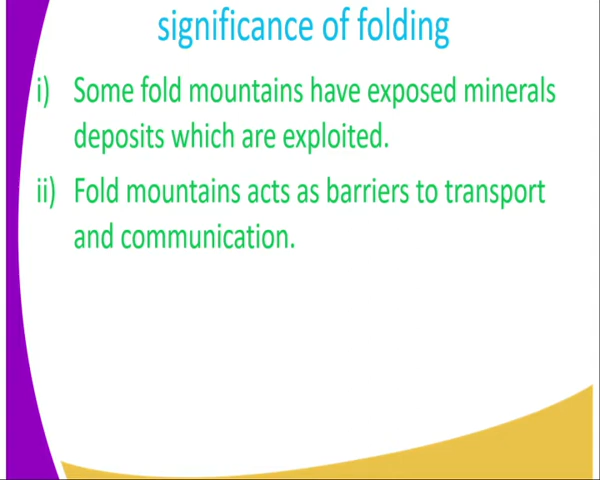 significance of folding
i) Some fold mountains have exposed minerals
deposits which are exploited.
ii) Fold mountains acts as barriers to transport
and communication.